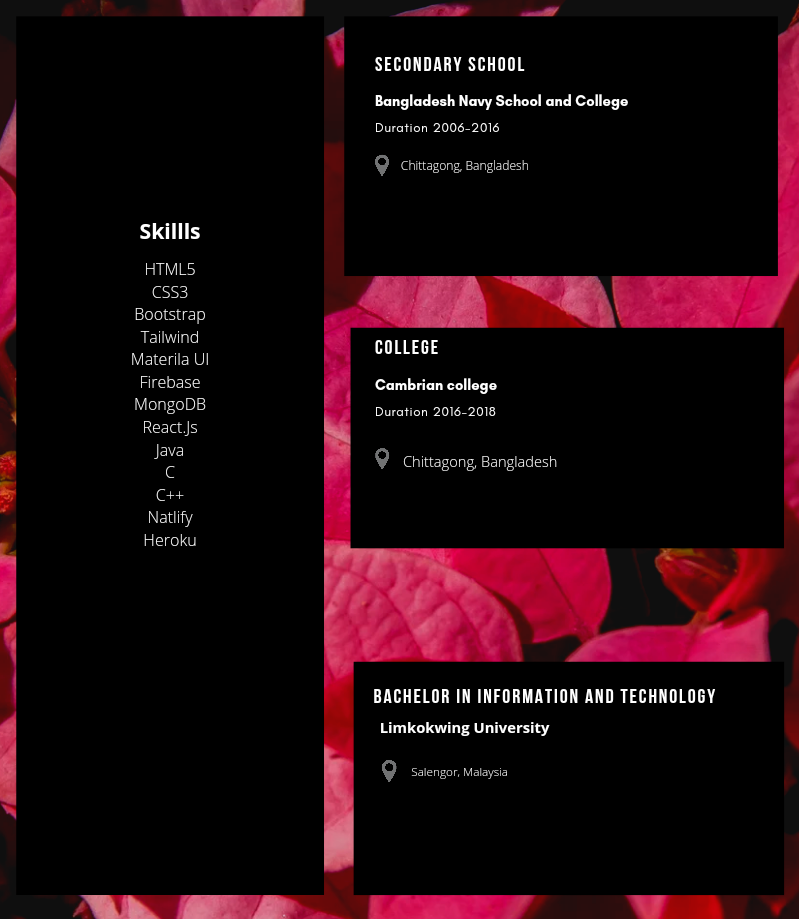 Skillls
HTML5
CSS3
Bootstrap
Tailwind
Materila UI
Firebase
MongoDB
React.Js
Java
C
C++
Natlify
Heroku
SECONDARY SCHOOL
Bangladesh Navy School and College
Duration 2006-2016
Chittagong, Bangladesh
COLLEGE
Cambrian college
Duration 2016-2018
Chittagong, Bangladesh
BACHELOR IN INFORMATION AND TECHNOLOGY
Limkokwing University
Salengor, Malaysia